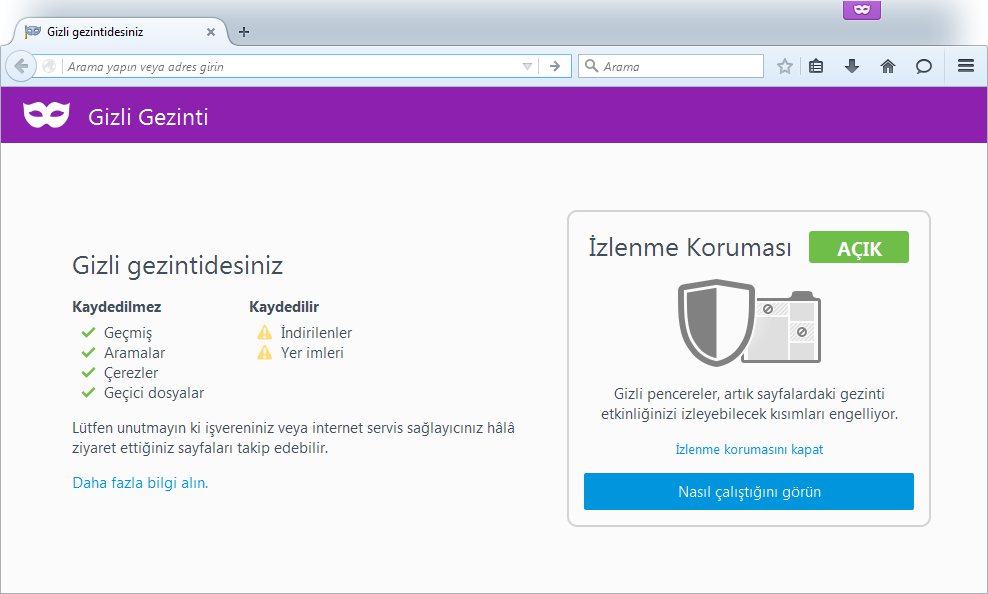 Gizli gezintidesiniz
Arama yapın veya adres girin
Arama
Gizli Gezinti
Gizli gezintidesiniz
Kaydedilmez
Geçmiş
Aramalar
Çerezler
Geçici dosyalar
Kaydedilir
İndirilenler
Yer imleri
Lütfen unutmayın ki işvereniniz veya internet servis sağlayıcınız hâlâ
ziyaret ettiğiniz sayfaları takip edebilir.
Daha fazla bilgi alın.
İzlenme Koruması
AÇIK
Gizli pencereler, artık sayfalardaki gezinti
etkinliğinizi izleyebilecek kısımları engelliyor.
İzlenme korumasını kapat
Nasıl çalıştığını görün